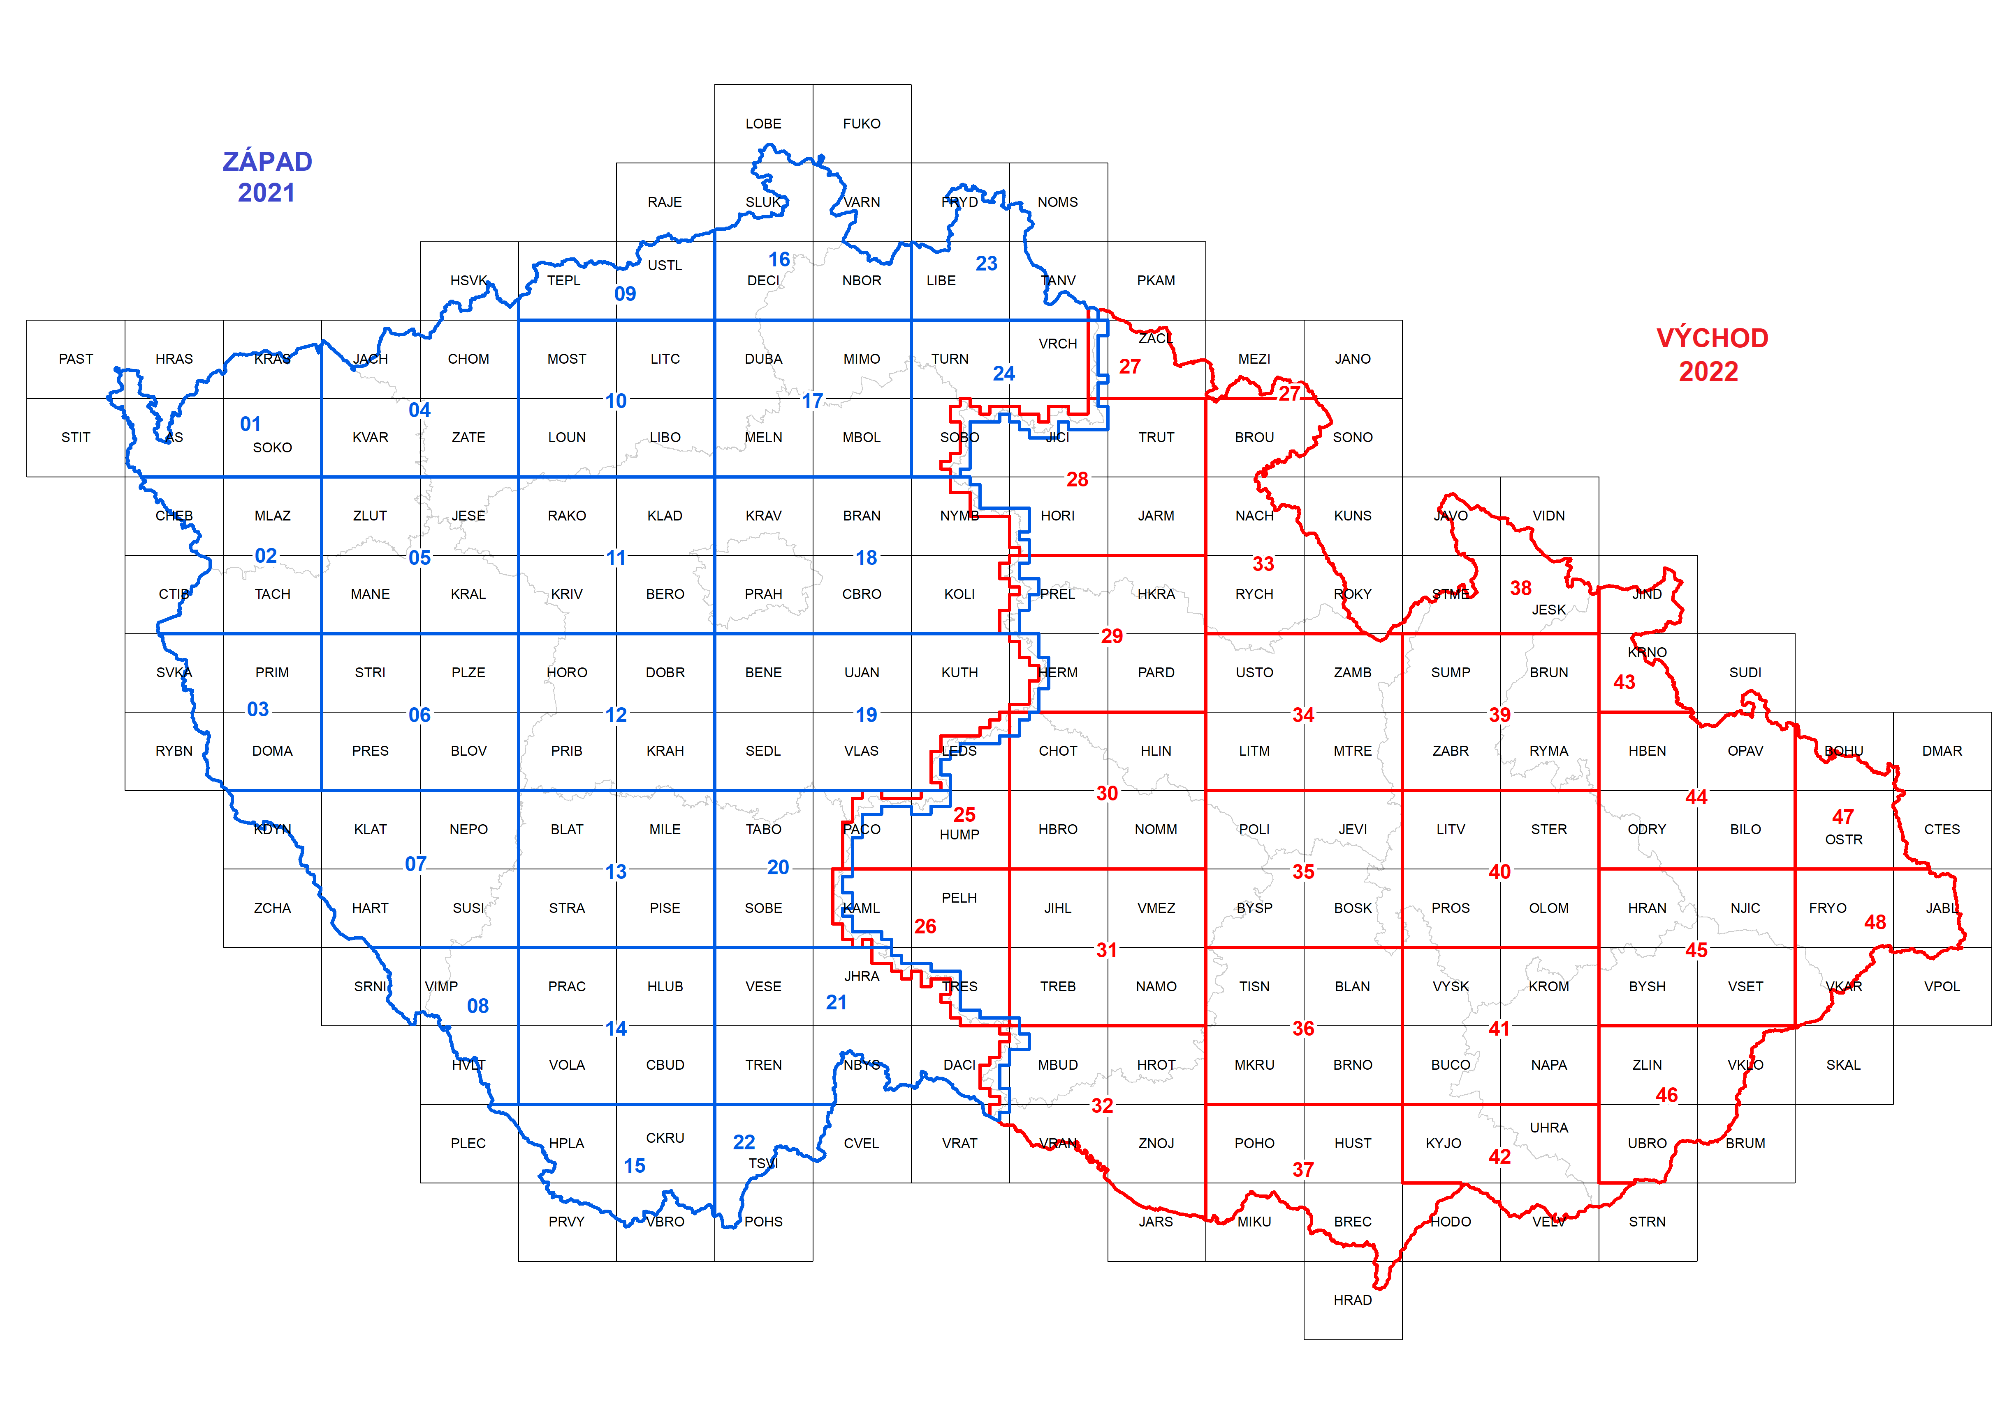 LOBE FUKO
ZÁPAD
2021
RAJE SLUK VARN FRYD NOMS
HSVK TEPL USTL DECI NBOR LIBE TANV PKAM
16 23
09
VÝCHOD
2022
PAST HRAS KRAS JACH CHOM MOST LITC DUBA MIMO TURN VRCH ZACL MEZI JANO
24 27
01 04 10 17 27
STIT AS SOKO KVAR ZATE LOUN LIBO MELN MBOL SOBO JICI TRUT BROU SONO
28
CHEB MLAZ ZLUT JESE RAKO KLAD KRAV BRAN NYMB HORI JARM NACH KUNS JAVO VIDN
02 05 11 18 33
CTIB TACH MANE KRAL KRIV BERO PRAH CBRO KOLI PREL HKRA RYCH ROKY STME 38 JESK JIND
29
SVKA PRIM STRI PLZE HORO DOBR BENE UJAN KUTH HERM PARD USTO ZAMB SUMP BRUN KRNO SUDI
43
03 06 12 19 34 39
RYBN DOMA PRES BLOV PRIB KRAH SEDL VLAS LEDS CHOT HLIN LITM MTRE ZABR RYMA HBEN OPAV BOHU DMAR
30 44
25 47
KDYN KLAT NEPO BLAT MILE TABO PACO HUMP HBRO NOMM POLI JEVI LITV STER ODRY BILO OSTR CTES
07 13 20 35 40
ZCHA HART SUSI STRA PISE SOBE KAML PELH JIHL VMEZ BYSP BOSK PROS OLOM HRAN NJIC FRYO JABL
26 48
31 45
SRNI VIMP PRAC HLUB VESE JHRA TRES TREB NAMO TISN BLAN VYSK KROM BYSH VSET VKAR VPOL
08 21
14 36 41
HVLT VOLA CBUD TREN NBYS DACI MBUD HROT MKRU BRNO BUCO NAPA ZLIN VKLO SKAL
32 46
PLEC HPLA CKRU TSVI CVEL VRAT VRAN ZNOJ POHO HUST KYJO UHRA UBRO BRUM
15 22 37 42
PRVY VBRO POHS JARS MIKU BREC HODO VELV STRN
HRAD